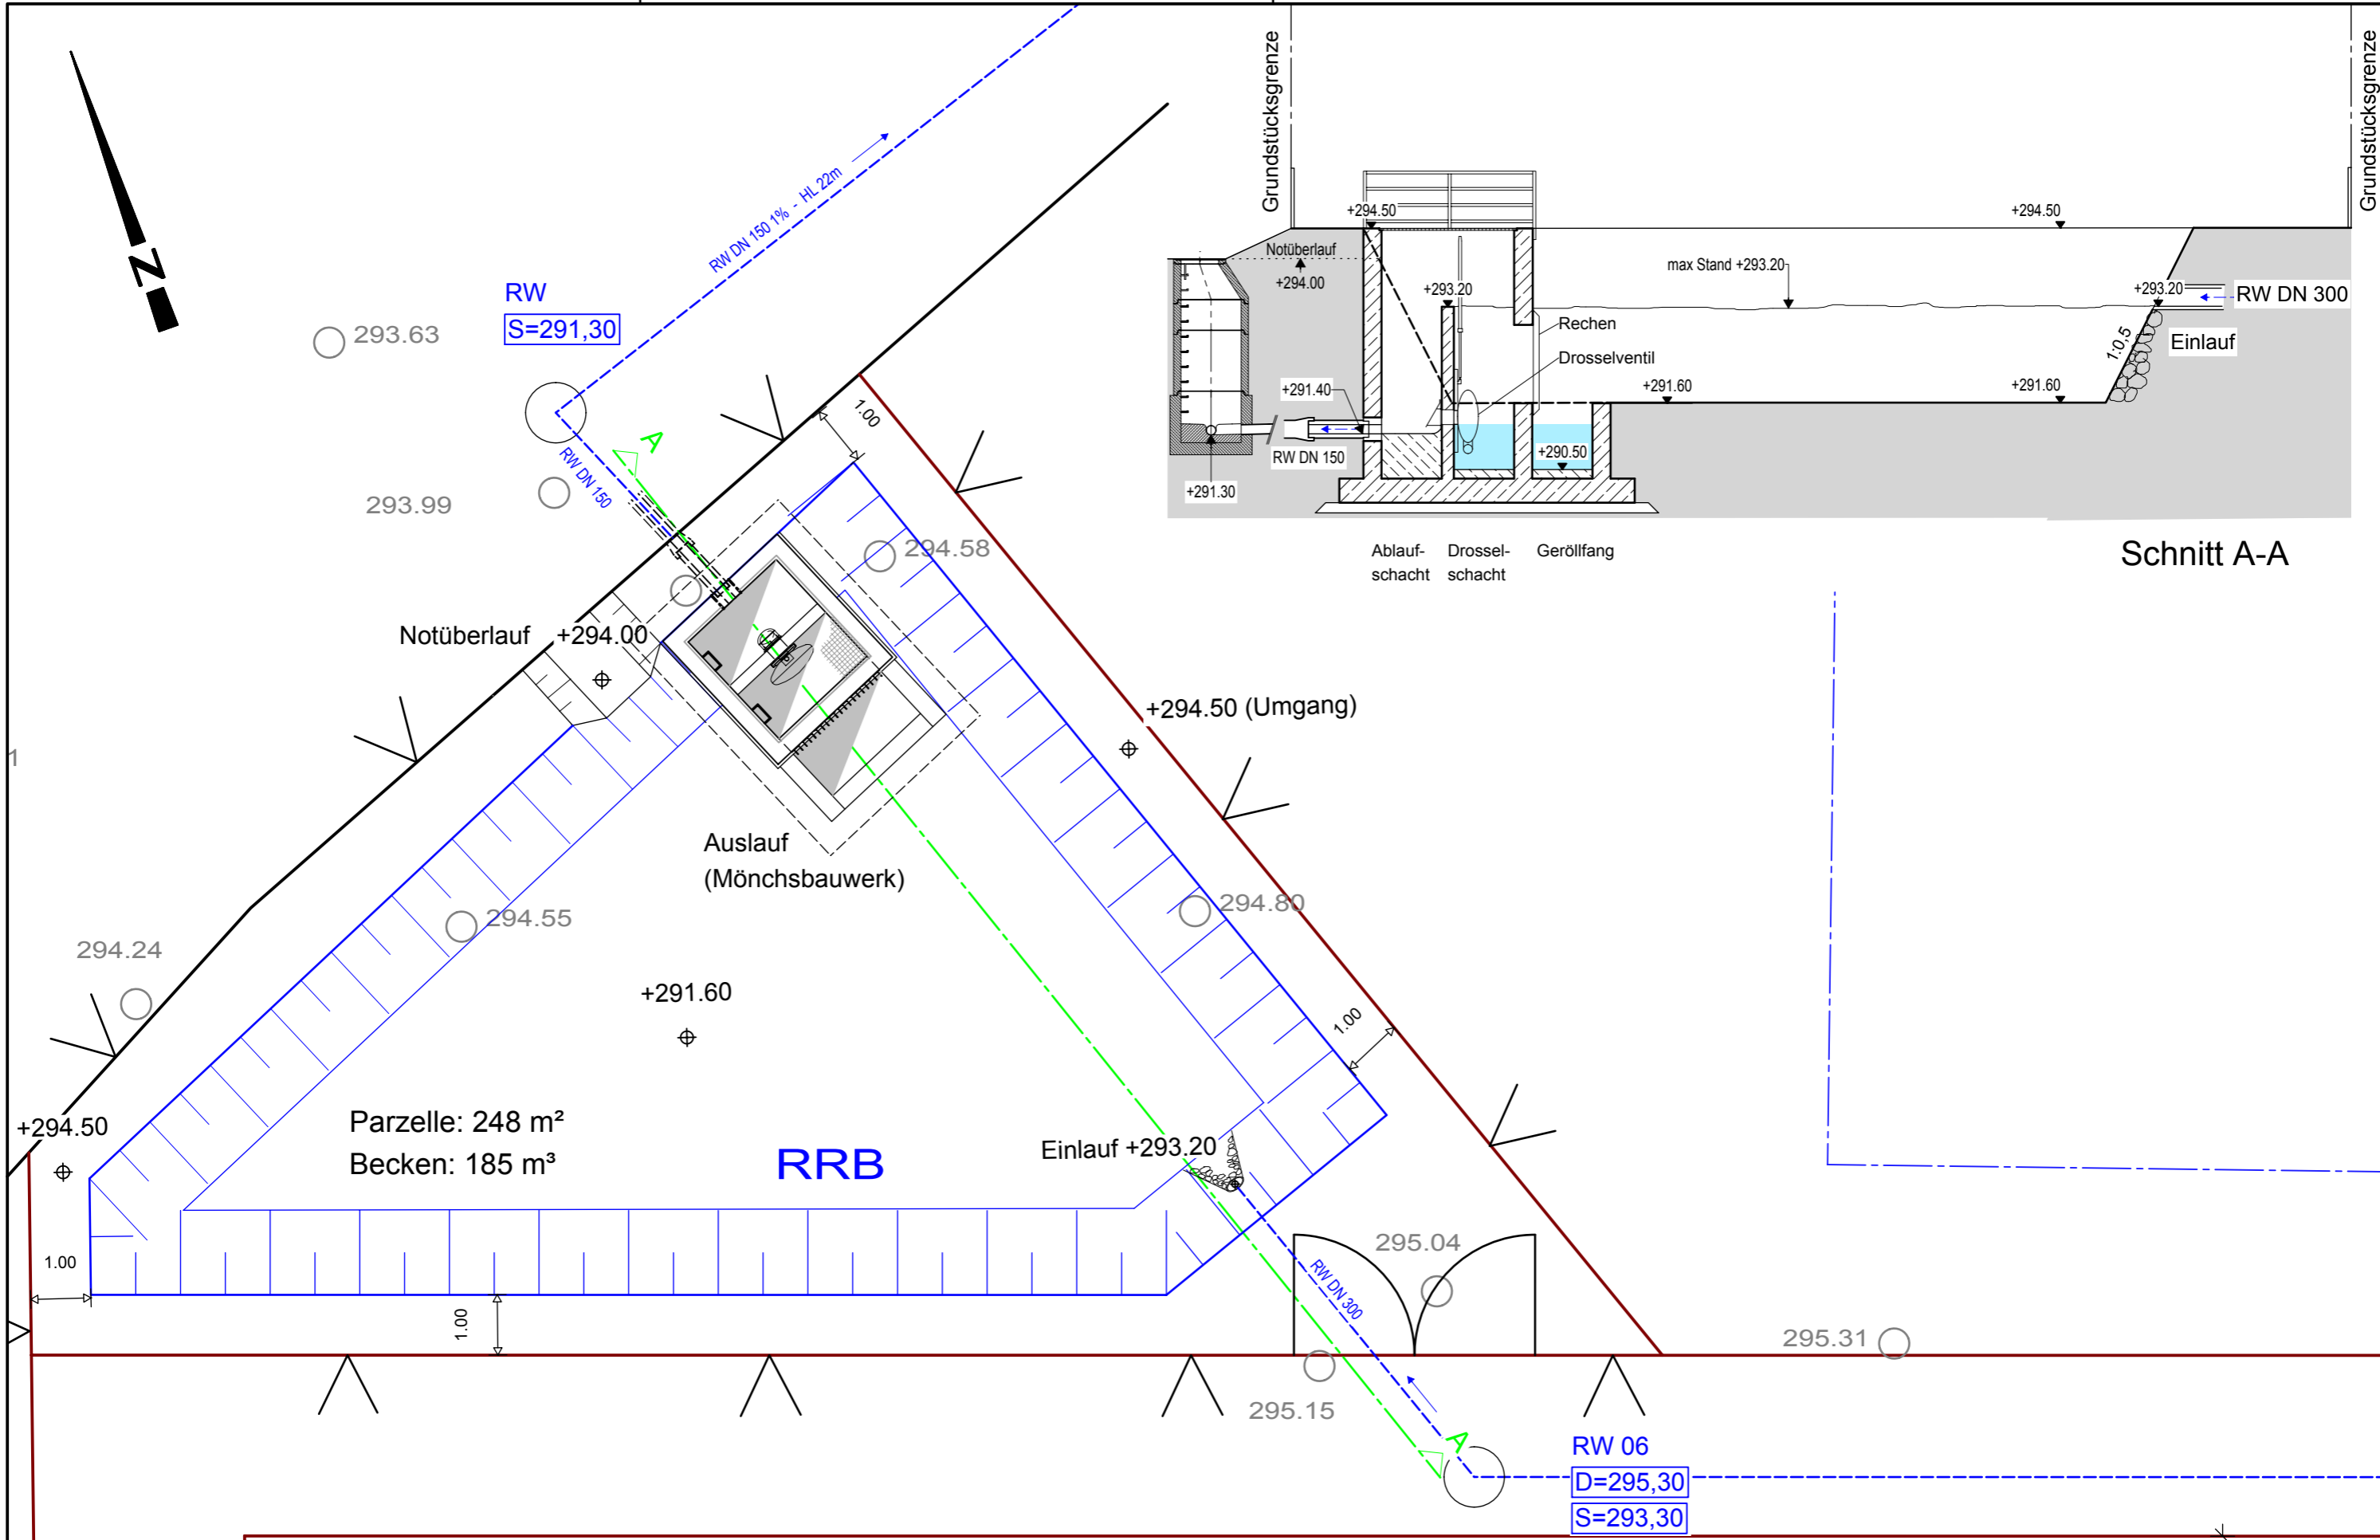 Grundstücksgrenze
Grundstücksgrenze
N
RW DN 150 1% - HL 22m
RW
S=291,30
293.63
A
RW DN 150
293.99
1.00
294.58
+294.50
Notüberlauf
+294.00
+293.20
+294.50
max Stand +293.20
+293.20
RW DN 300
Rechen
Drosselventil
1:0,5
Einlauf
+291.40
+291.60
+291.60
RW DN 150
+290.50
+291.30
Ablauf-
schacht
Drossel-
schacht
Geröllfang
Schnitt A-A
Notüberlauf +294.00
+294.50 (Umgang)
1
Auslauf
(Mönchsbauwerk)
294.55
294.80
294.24
+291.60
1.00
+294.50
Parzelle: 248 m²
Becken: 185 m³
RRB
Einlauf +293.20
1.00
1.00
295.04
RW DN 300
295.31
295.15
A
RW 06
D=295,30
S=293,30